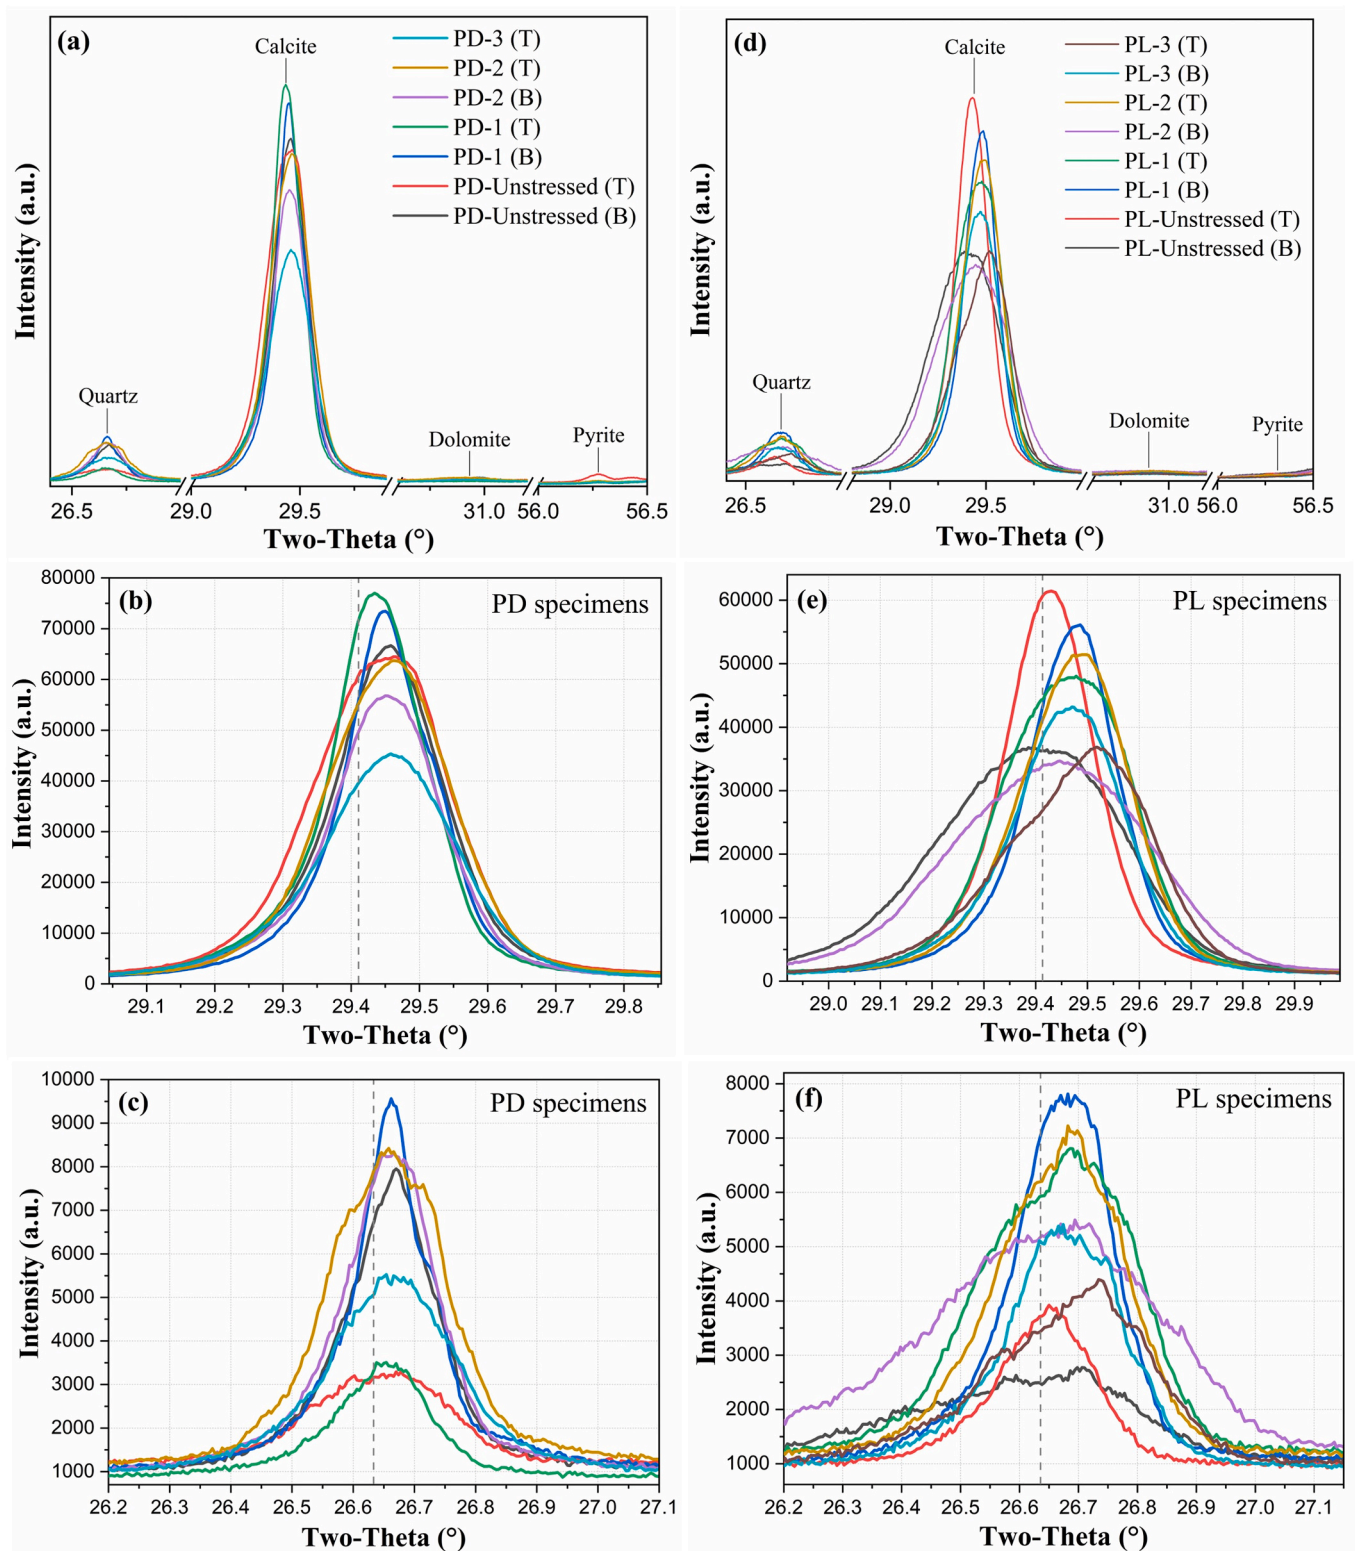 (a)
Calcite
PD-3 (T)
PD-2 (T)
PD-2 (B)
PD-1 (T)
PD-1 (B)
PD-Unstressed (T)
PD-Unstressed (B)
Quartz
Dolomite
Pyrite
Intensity (a.u.)
26.5 29.0 29.5 31.0 56.0 56.5
Two-Theta (°)
(d)
Calcite
PL-3 (T)
PL-3 (B)
PL-2 (T)
PL-2 (B)
PL-1 (T)
PL-1 (B)
PL-Unstressed (T)
PL-Unstressed (B)
Quartz
Dolomite
Pyrite
Intensity (a.u.)
26.5 29.0 29.5 31.0 56.0 56.5
Two-Theta (°)
(b)
PD specimens
80000
70000
60000
50000
40000
30000
20000
10000
0
Intensity (a.u.)
29.1 29.2 29.3 29.4 29.5 29.6 29.7 29.8
Two-Theta (°)
(e)
PL specimens
60000
50000
40000
30000
20000
10000
0
Intensity (a.u.)
29.0 29.1 29.2 29.3 29.4 29.5 29.6 29.7 29.8 29.9
Two-Theta (°)
(c)
PD specimens
10000
9000
8000
7000
6000
5000
4000
3000
2000
1000
Intensity (a.u.)
26.2 26.3 26.4 26.5 26.6 26.7 26.8 26.9 27.0 27.1
Two-Theta (°)
(f)
PL specimens
8000
7000
6000
5000
4000
3000
2000
1000
Intensity (a.u.)
26.2 26.3 26.4 26.5 26.6 26.7 26.8 26.9 27.0 27.1
Two-Theta (°)